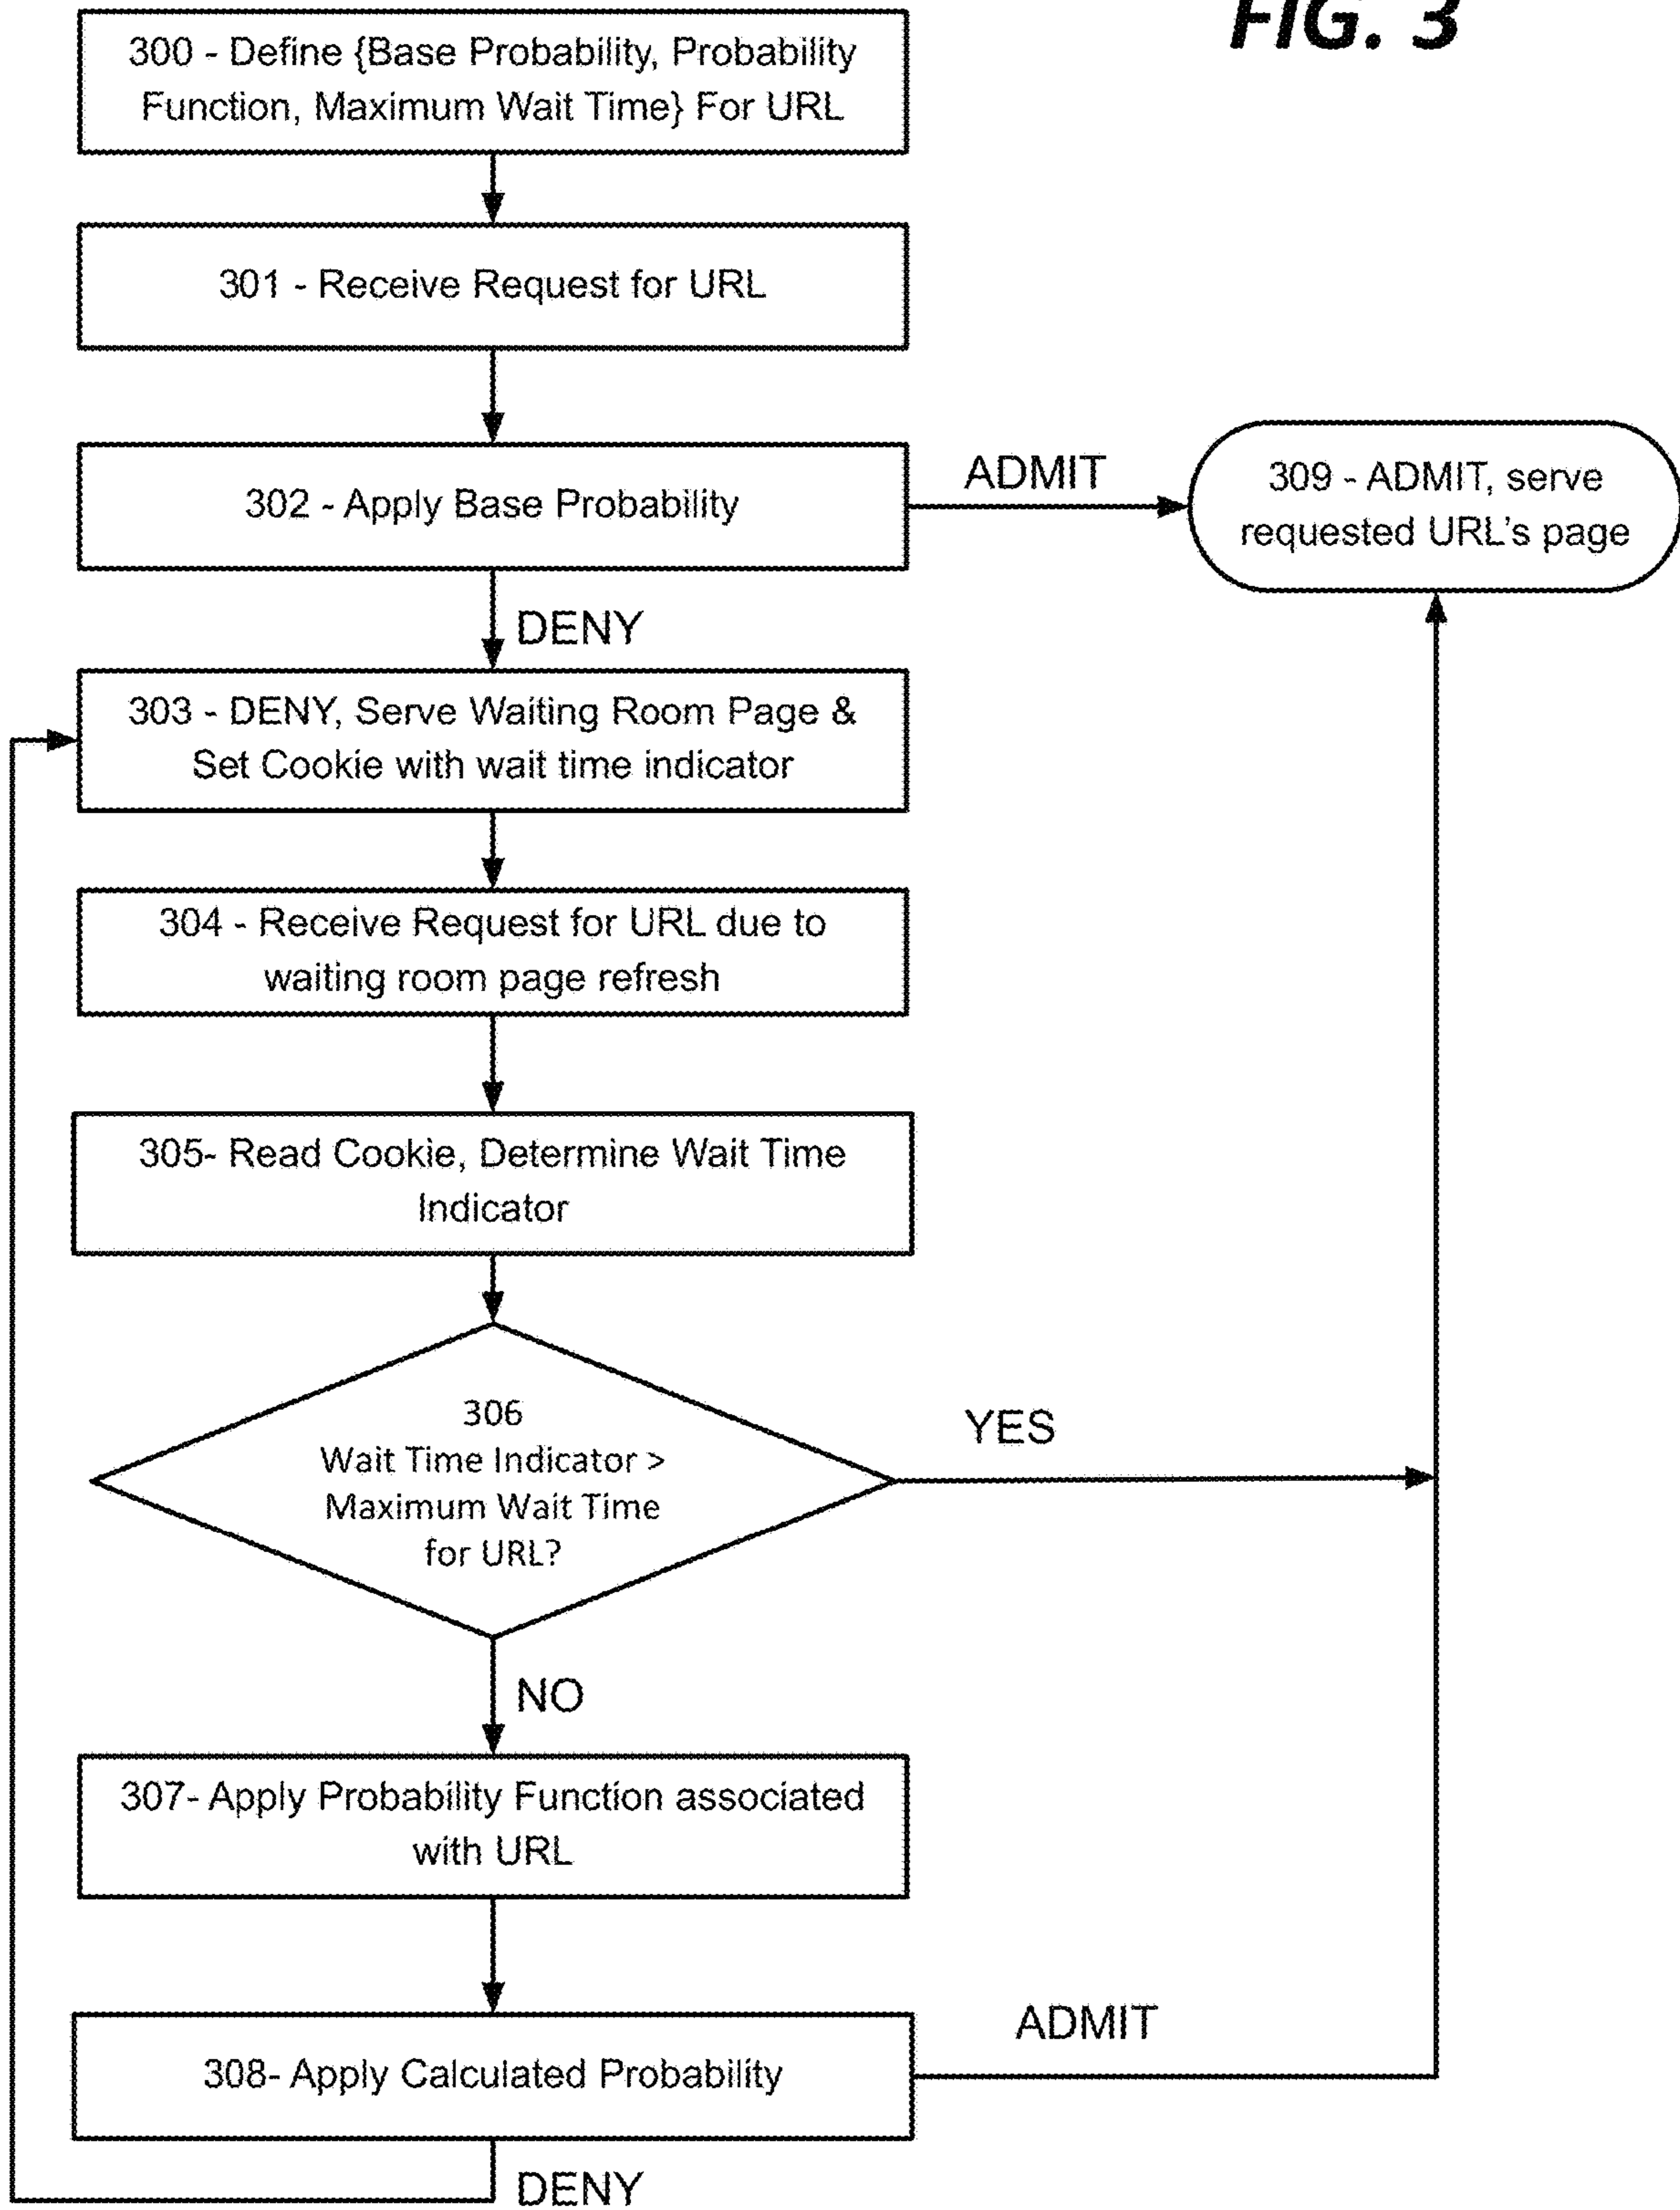 FIG. 3
300 - Define {Base Probability, Probability
Function, Maximum Wait Time} For URL
301 - Receive Request for URL
302 - Apply Base Probability
ADMIT
309 - ADMIT, serve
requested URL's page
DENY
303 - DENY, Serve Waiting Room Page &
Set Cookie with wait time indicator
304 - Receive Request for URL due to
waiting room page refresh
305- Read Cookie, Determine Wait Time
Indicator
306
Wait Time Indicator >
Maximum Wait Time
for URL?
YES
NO
307- Apply Probability Function associated
with URL
308- Apply Calculated Probability
ADMIT
DENY